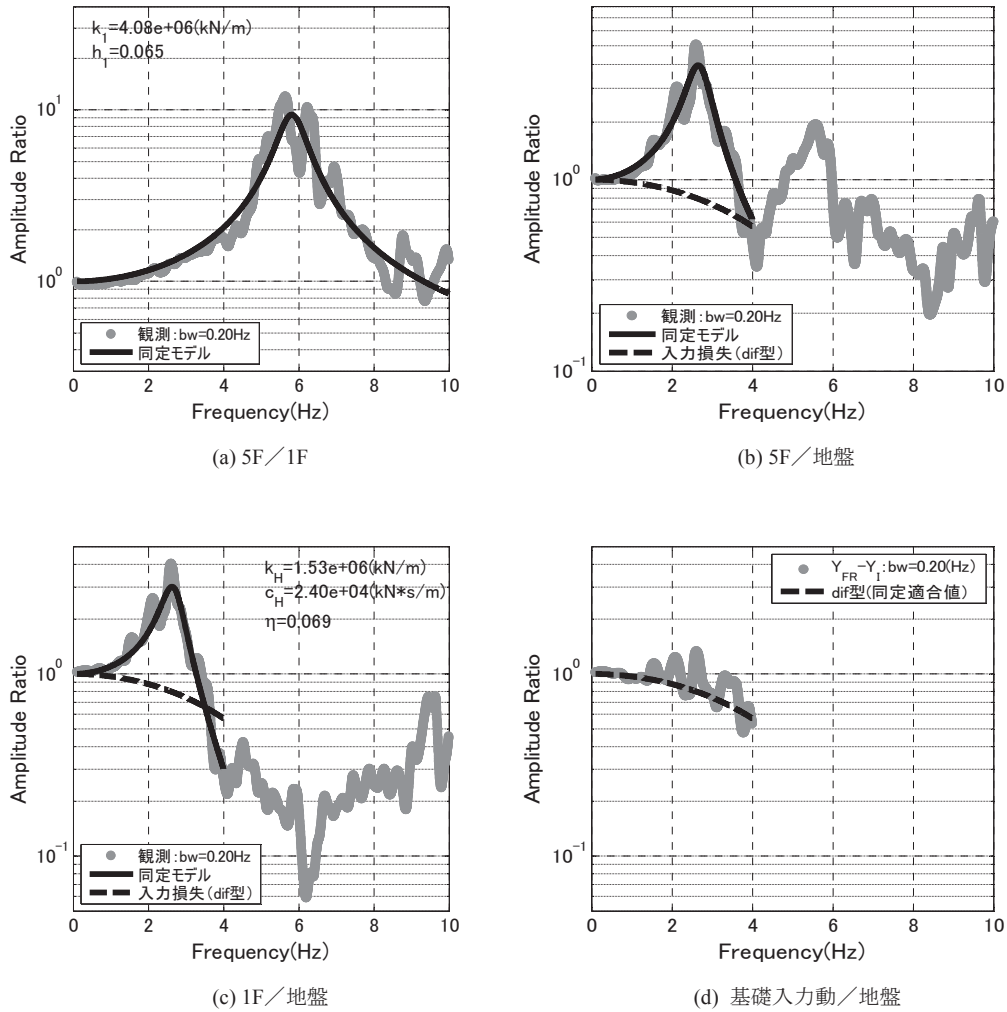 k_1=4.08e+06(kN/m)
h_1=0.065
Amplitude Ratio
10^1
10^0
観測:bw=0.20Hz
同定モデル
0 2 4 6 8 10
Frequency(Hz)
(a) 5F／1F
Amplitude Ratio
10^0
10^-1
観測:bw=0.20Hz
同定モデル
入力損失(dif型)
0 2 4 6 8 10
Frequency(Hz)
(b) 5F／地盤
k_H=1.53e+06(kN/m)
c_H=2.40e+04(kN*s/m)
η=0.069
Amplitude Ratio
10^0
10^-1
観測:bw=0.20Hz
同定モデル
入力損失(dif型)
0 2 4 6 8 10
Frequency(Hz)
(c) 1F／地盤
Y_FR-Y_I:bw=0.20(Hz)
dif型(同定適合値)
Amplitude Ratio
10^0
10^-1
0 2 4 6 8 10
Frequency(Hz)
(d) 基礎入力動／地盤